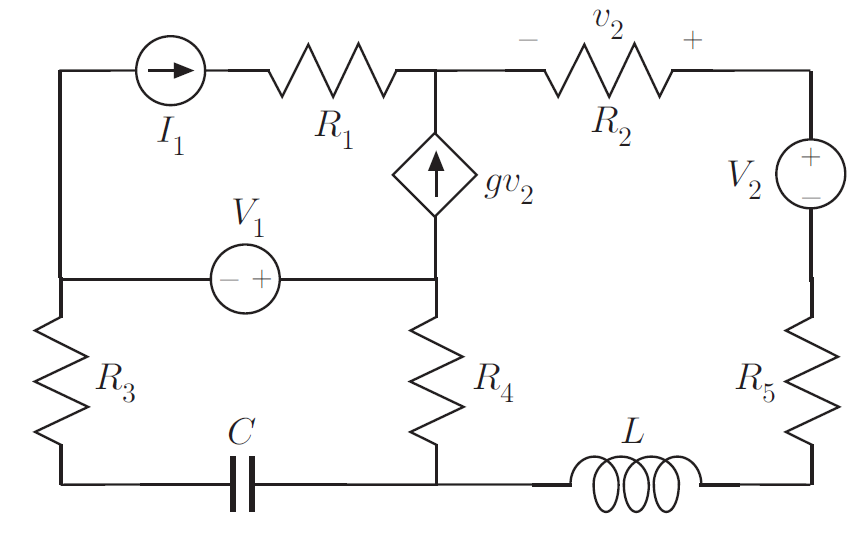 − v₂ +
I₁
R₁
R₂
+
V₂
−
gv₂
V₁
− +
R₃
R₄
R₅
C
L